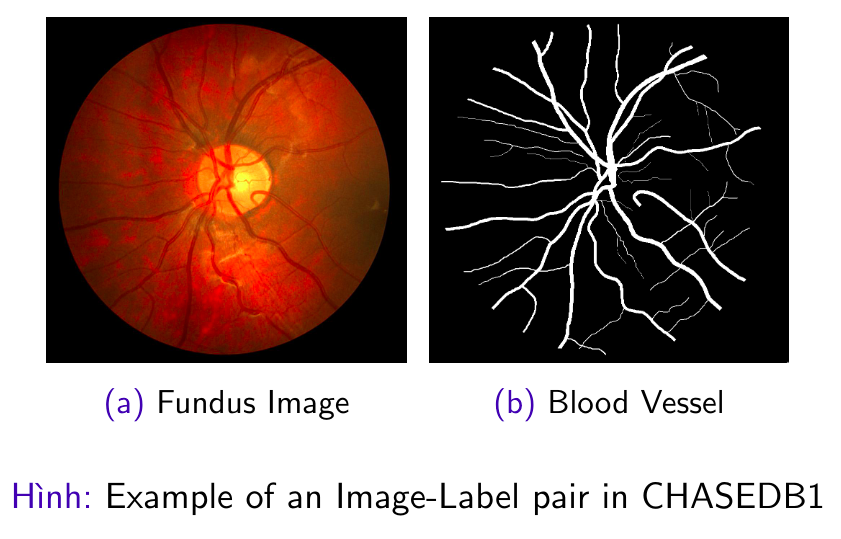 (a) Fundus Image
(b) Blood Vessel
Hình: Example of an Image-Label pair in CHASEDB1